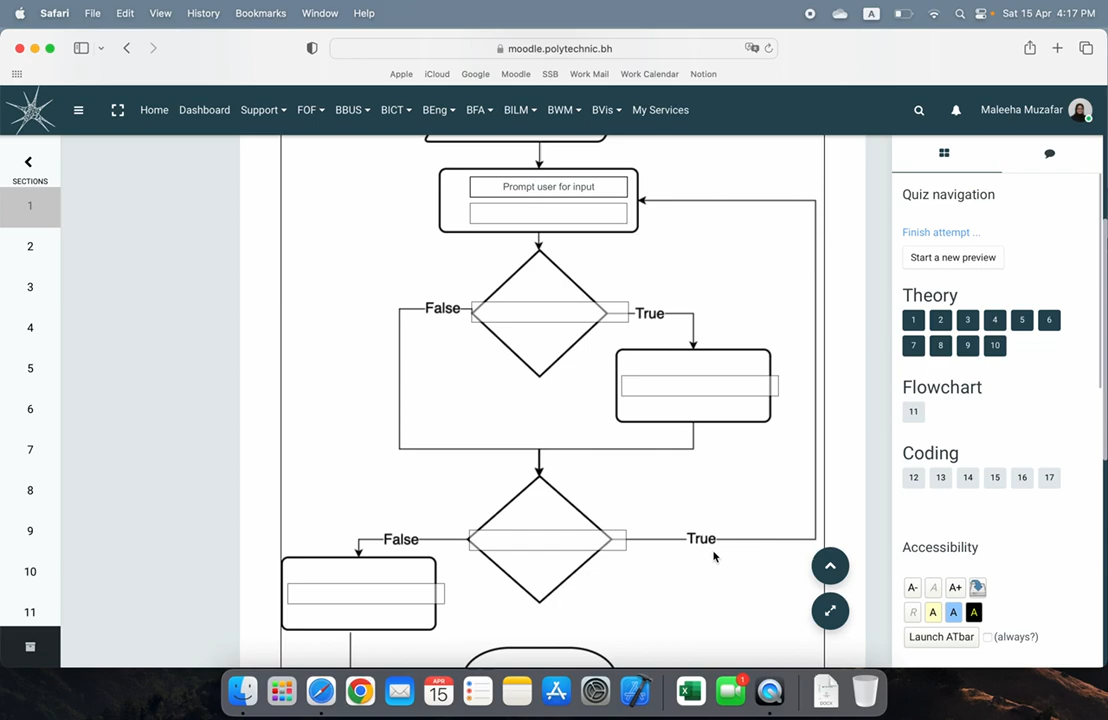 Safari File Edit View History Bookmarks Window Help A Sat 15 Apr 4:17 PM
moodle.polytechnic.bh
Apple iCloud Google Moodle SSB Work Mail Work Calendar Notion
Home Dashboard Support FOF BBUS BICT BEng BFA BILM BWM BVis My Services Maleeha Muzafar
SECTIONS
1
2
3
4
5
6
7
8
9
10
11
Prompt user for input
False
True
False
True
Quiz navigation
Finish attempt ...
Start a new preview
Theory
1 2 3 4 5 6
7 8 9 10
Flowchart
11
Coding
12 13 14 15 16 17
Accessibility
A- A A+
R A A A
Launch ATbar (always?)
APR
15
1
DOCX